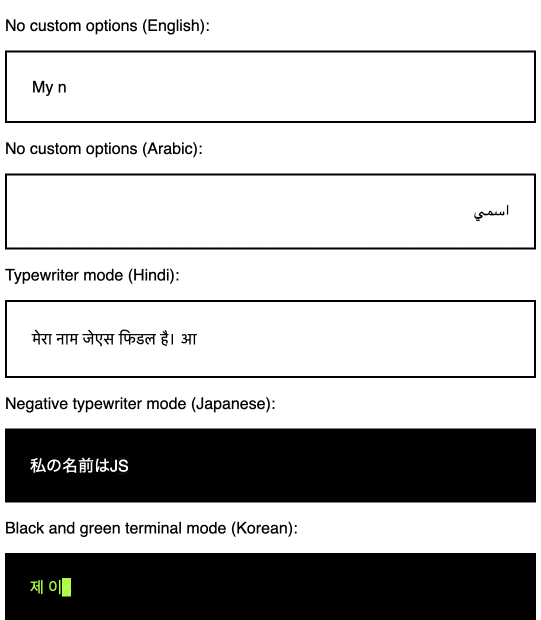 No custom options (English):
My n
No custom options (Arabic):
اسمي
Typewriter mode (Hindi):
मेरा नाम जेएस फिडल है। आ
Negative typewriter mode (Japanese):
私の名前はJS
Black and green terminal mode (Korean):
제 이